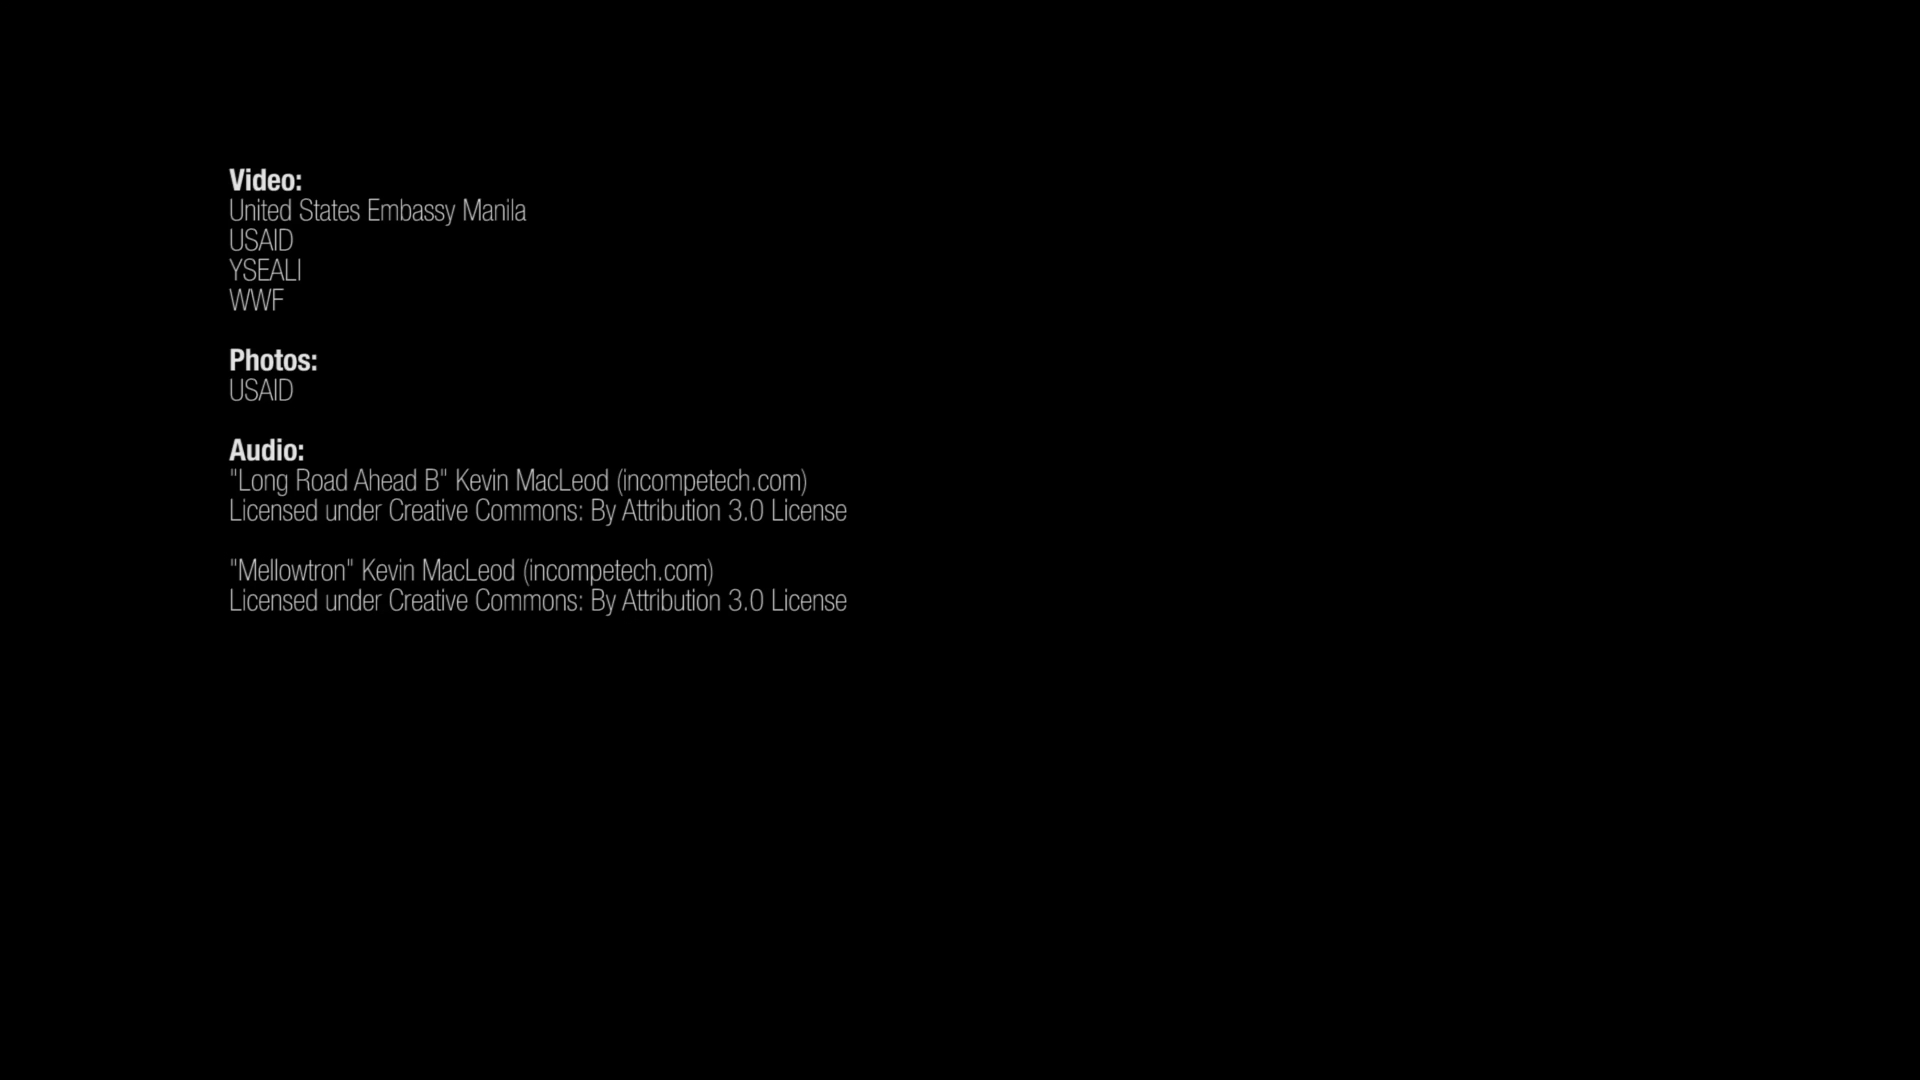 Video:
United States Embassy Manila
USAID
YSEALI
WWF
Photos:
USAID
Audio:
"Long Road Ahead B" Kevin MacLeod (incompetech.com)
Licensed under Creative Commons: By Attribution 3.0 License
"Mellowtron" Kevin MacLeod (incompetech.com)
Licensed under Creative Commons: By Attribution 3.0 License